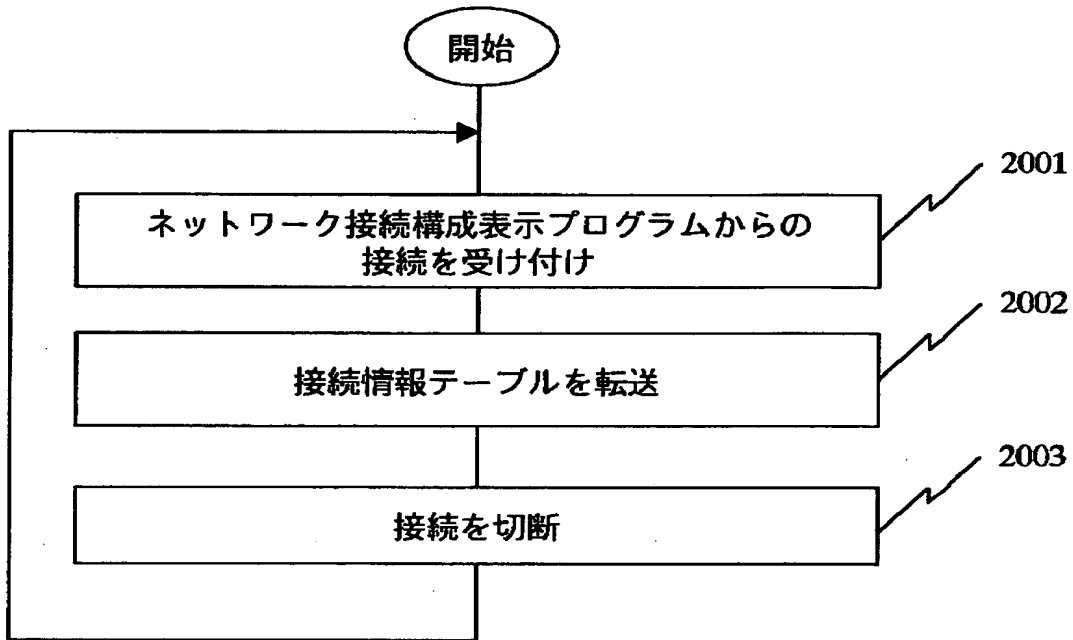 開始
2001
ネットワーク接続構成表示プログラムからの
接続を受け付け
2002
接続情報テーブルを転送
2003
接続を切断